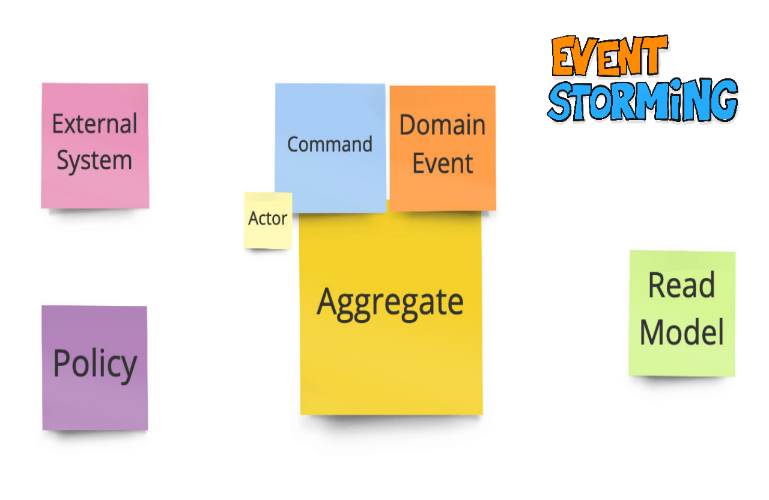 EVENT
STORMING
External
System
Command
Domain
Event
Actor
Aggregate
Read
Model
Policy